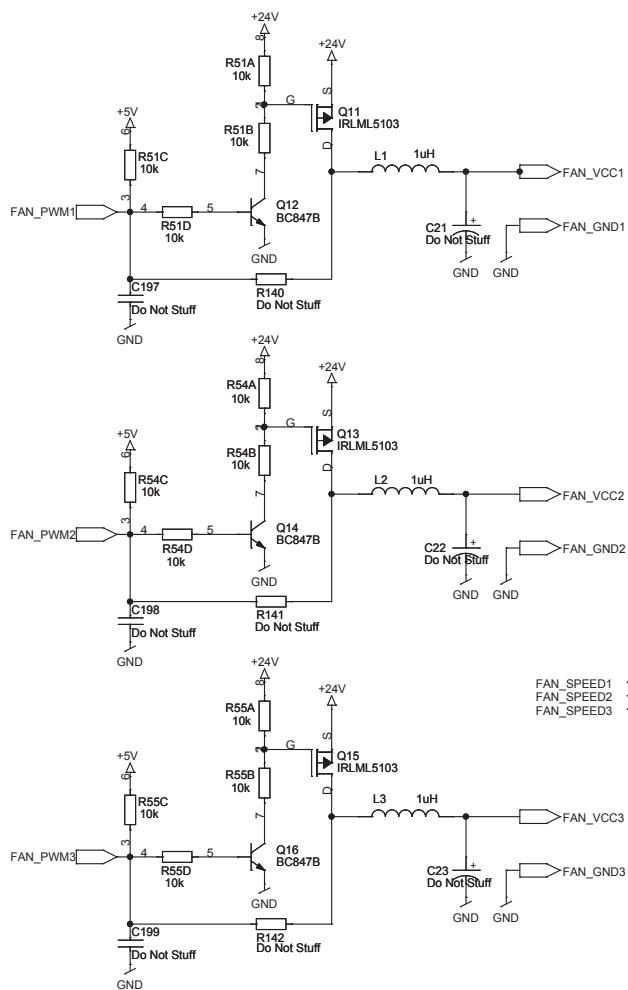 +24V
+24V
8
R51A
10k
S
2
G
Q11
IRLML5103
+5V
6
R51B
10k
D
R51C
10k
7
L1 1uH
FAN_VCC1
3
Q12
BC847B
FAN_PWM1
4
5
R51D
10k
C21
+
Do Not Stuff
FAN_GND1
GND
GND
GND
C197
Do Not Stuff
R140
Do Not Stuff
GND
+24V
+24V
8
R54A
10k
S
2
G
Q13
IRLML5103
+5V
6
R54B
10k
D
R54C
10k
7
L2 1uH
FAN_VCC2
3
Q14
BC847B
FAN_PWM2
4
5
R54D
10k
C22
+
Do Not Stuff
FAN_GND2
GND
GND
GND
C198
Do Not Stuff
R141
Do Not Stuff
GND
+24V
+24V
8
R55A
10k
S
FAN_SPEED1
FAN_SPEED2
FAN_SPEED3
2
G
Q15
IRLML5103
+5V
6
R55B
10k
D
R55C
10k
7
L3 1uH
FAN_VCC3
3
Q16
BC847B
FAN_PWM3
4
5
R55D
10k
C23
+
Do Not Stuff
FAN_GND3
GND
GND
GND
C199
Do Not Stuff
R142
Do Not Stuff
GND